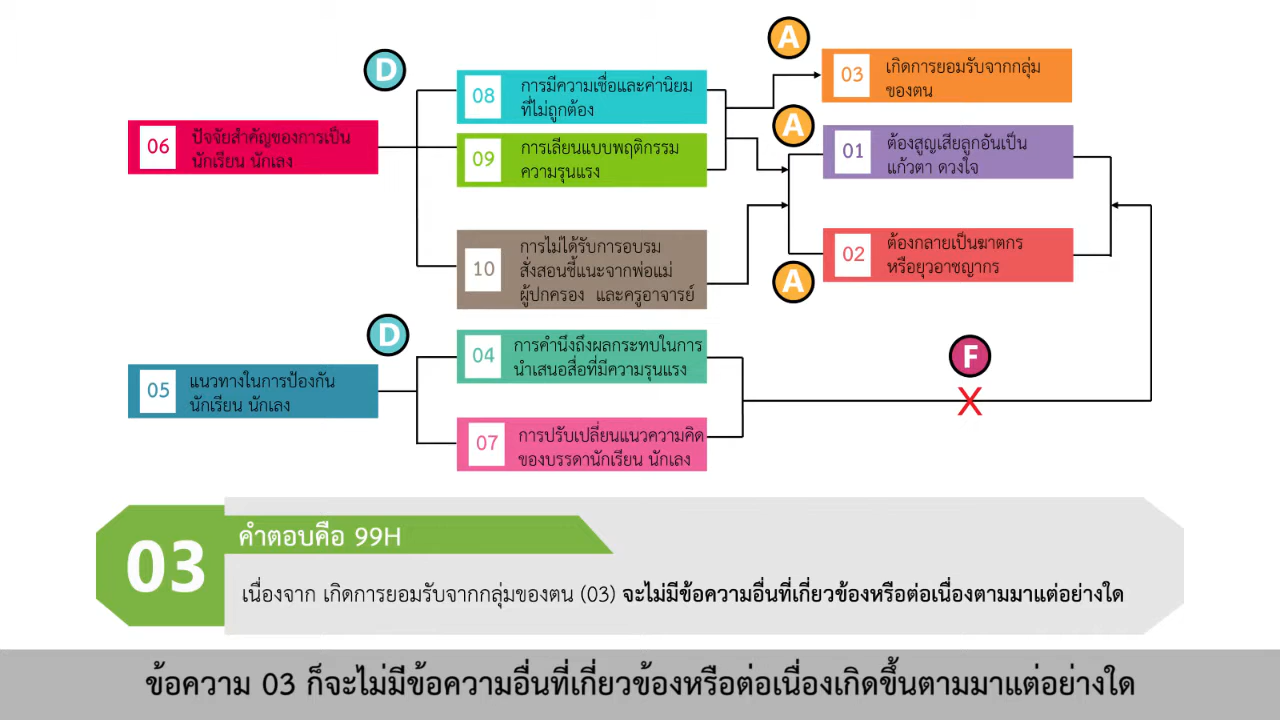 D
08
การมีความเชื่อและค่านิยม
ที่ไม่ถูกต้อง
A
03
เกิดการยอมรับจากกลุ่ม
ของตน
06
ปัจจัยสำคัญของการเป็น
นักเรียน นักเลง
09
การเลียนแบบพฤติกรรม
ความรุนแรง
A
01
ต้องสูญเสียลูกอันเป็น
แก้วตา ดวงใจ
10
การไม่ได้รับการอบรม
สั่งสอนชี้แนะจากพ่อแม่
ผู้ปกครอง และครูอาจารย์
A
02
ต้องกลายเป็นฆาตกร
หรือยุวอาชญากร
D
04
การคำนึงถึงผลกระทบในการ
นำเสนอสื่อที่มีความรุนแรง
F
X
05
แนวทางในการป้องกัน
นักเรียน นักเลง
07
การปรับเปลี่ยนแนวความคิด
ของบรรดานักเรียน นักเลง
03
คำตอบคือ 99H
เนื่องจาก เกิดการยอมรับจากกลุ่มของตน (03) จะไม่มีข้อความอื่นที่เกี่ยวข้องหรือต่อเนื่องตามมาแต่อย่างใด
ข้อความ 03 ก็จะไม่มีข้อความอื่นที่เกี่ยวข้องหรือต่อเนื่องเกิดขึ้นตามมาแต่อย่างใด